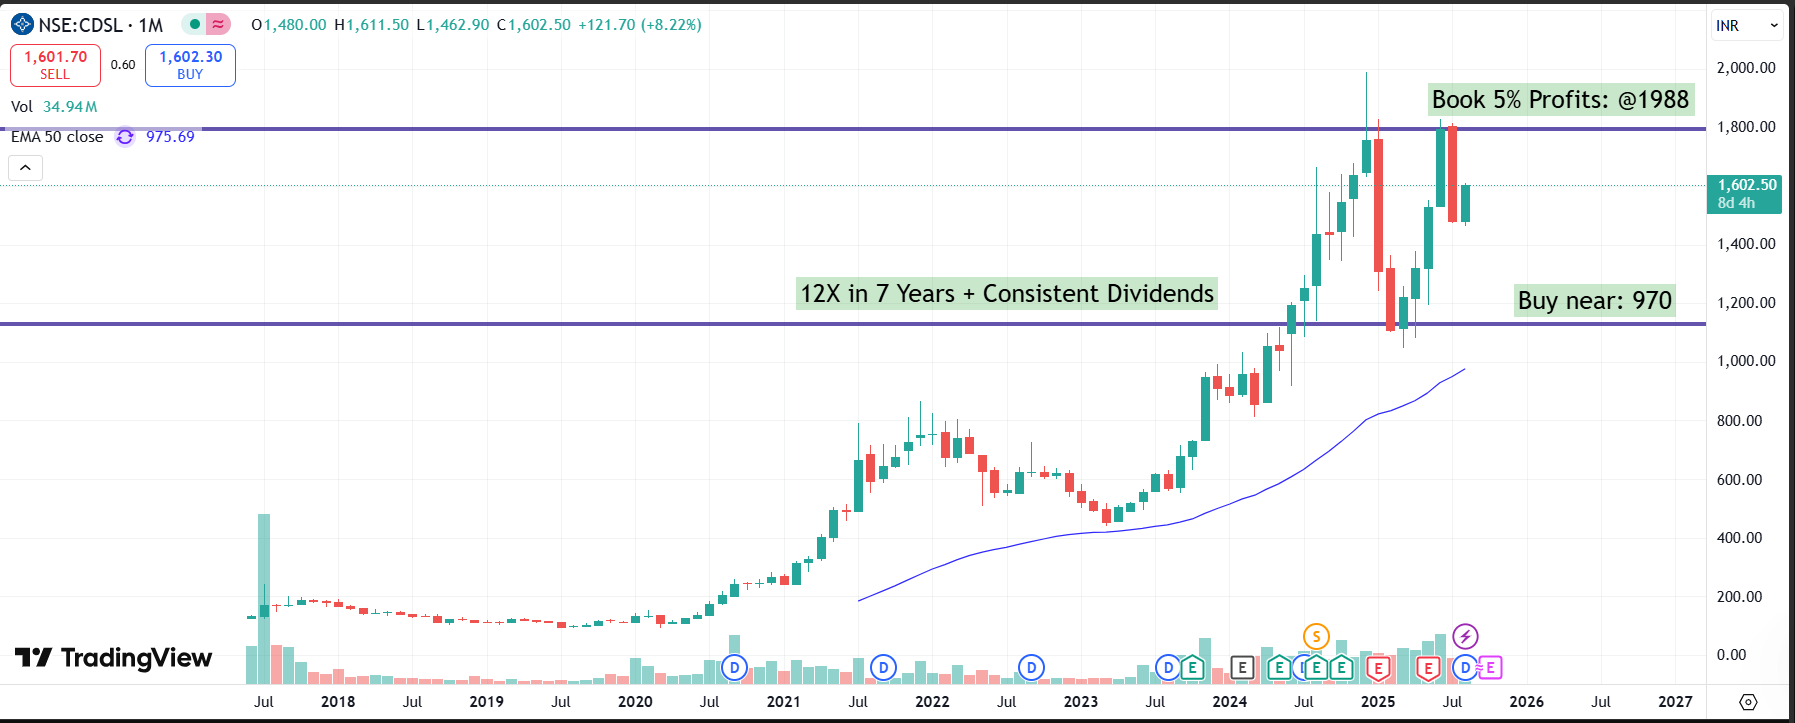 NSE:CDSL · 1M O1,480.00 H1,611.50 L1,462.90 C1,602.50 +121.70 (+8.22%)
INR
1,601.70
SELL
0.60
1,602.30
BUY
Vol 34.94M
EMA 50 close 975.69
Book 5% Profits: @1988
12X in 7 Years + Consistent Dividends
Buy near: 970
2,000.00
1,800.00
1,602.50
8d 4h
1,400.00
1,200.00
1,000.00
800.00
600.00
400.00
200.00
0.00
S
D D D D E E E E E E E D E
TradingView
Jul 2018 Jul 2019 Jul 2020 Jul 2021 Jul 2022 Jul 2023 Jul 2024 Jul 2025 Jul 2026 Jul 2027